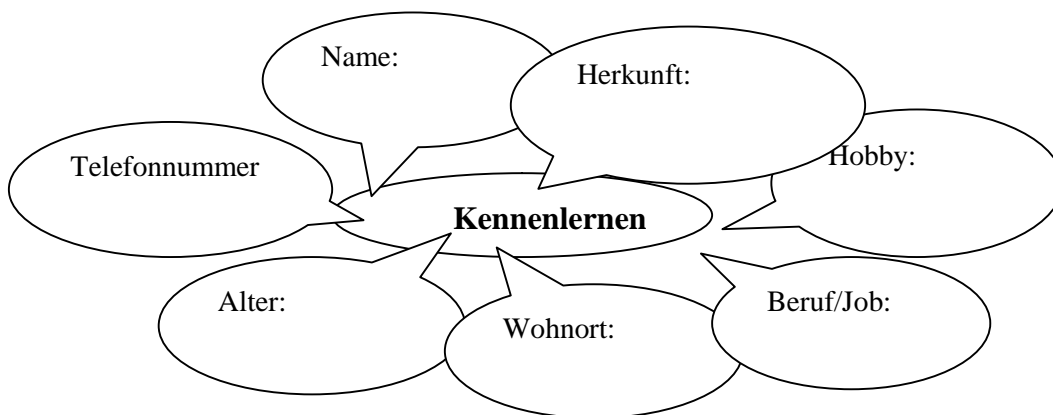 Name:
Herkunft:
Telefonnummer
Hobby:
Kennenlernen
Alter:
Wohnort:
Beruf/Job: